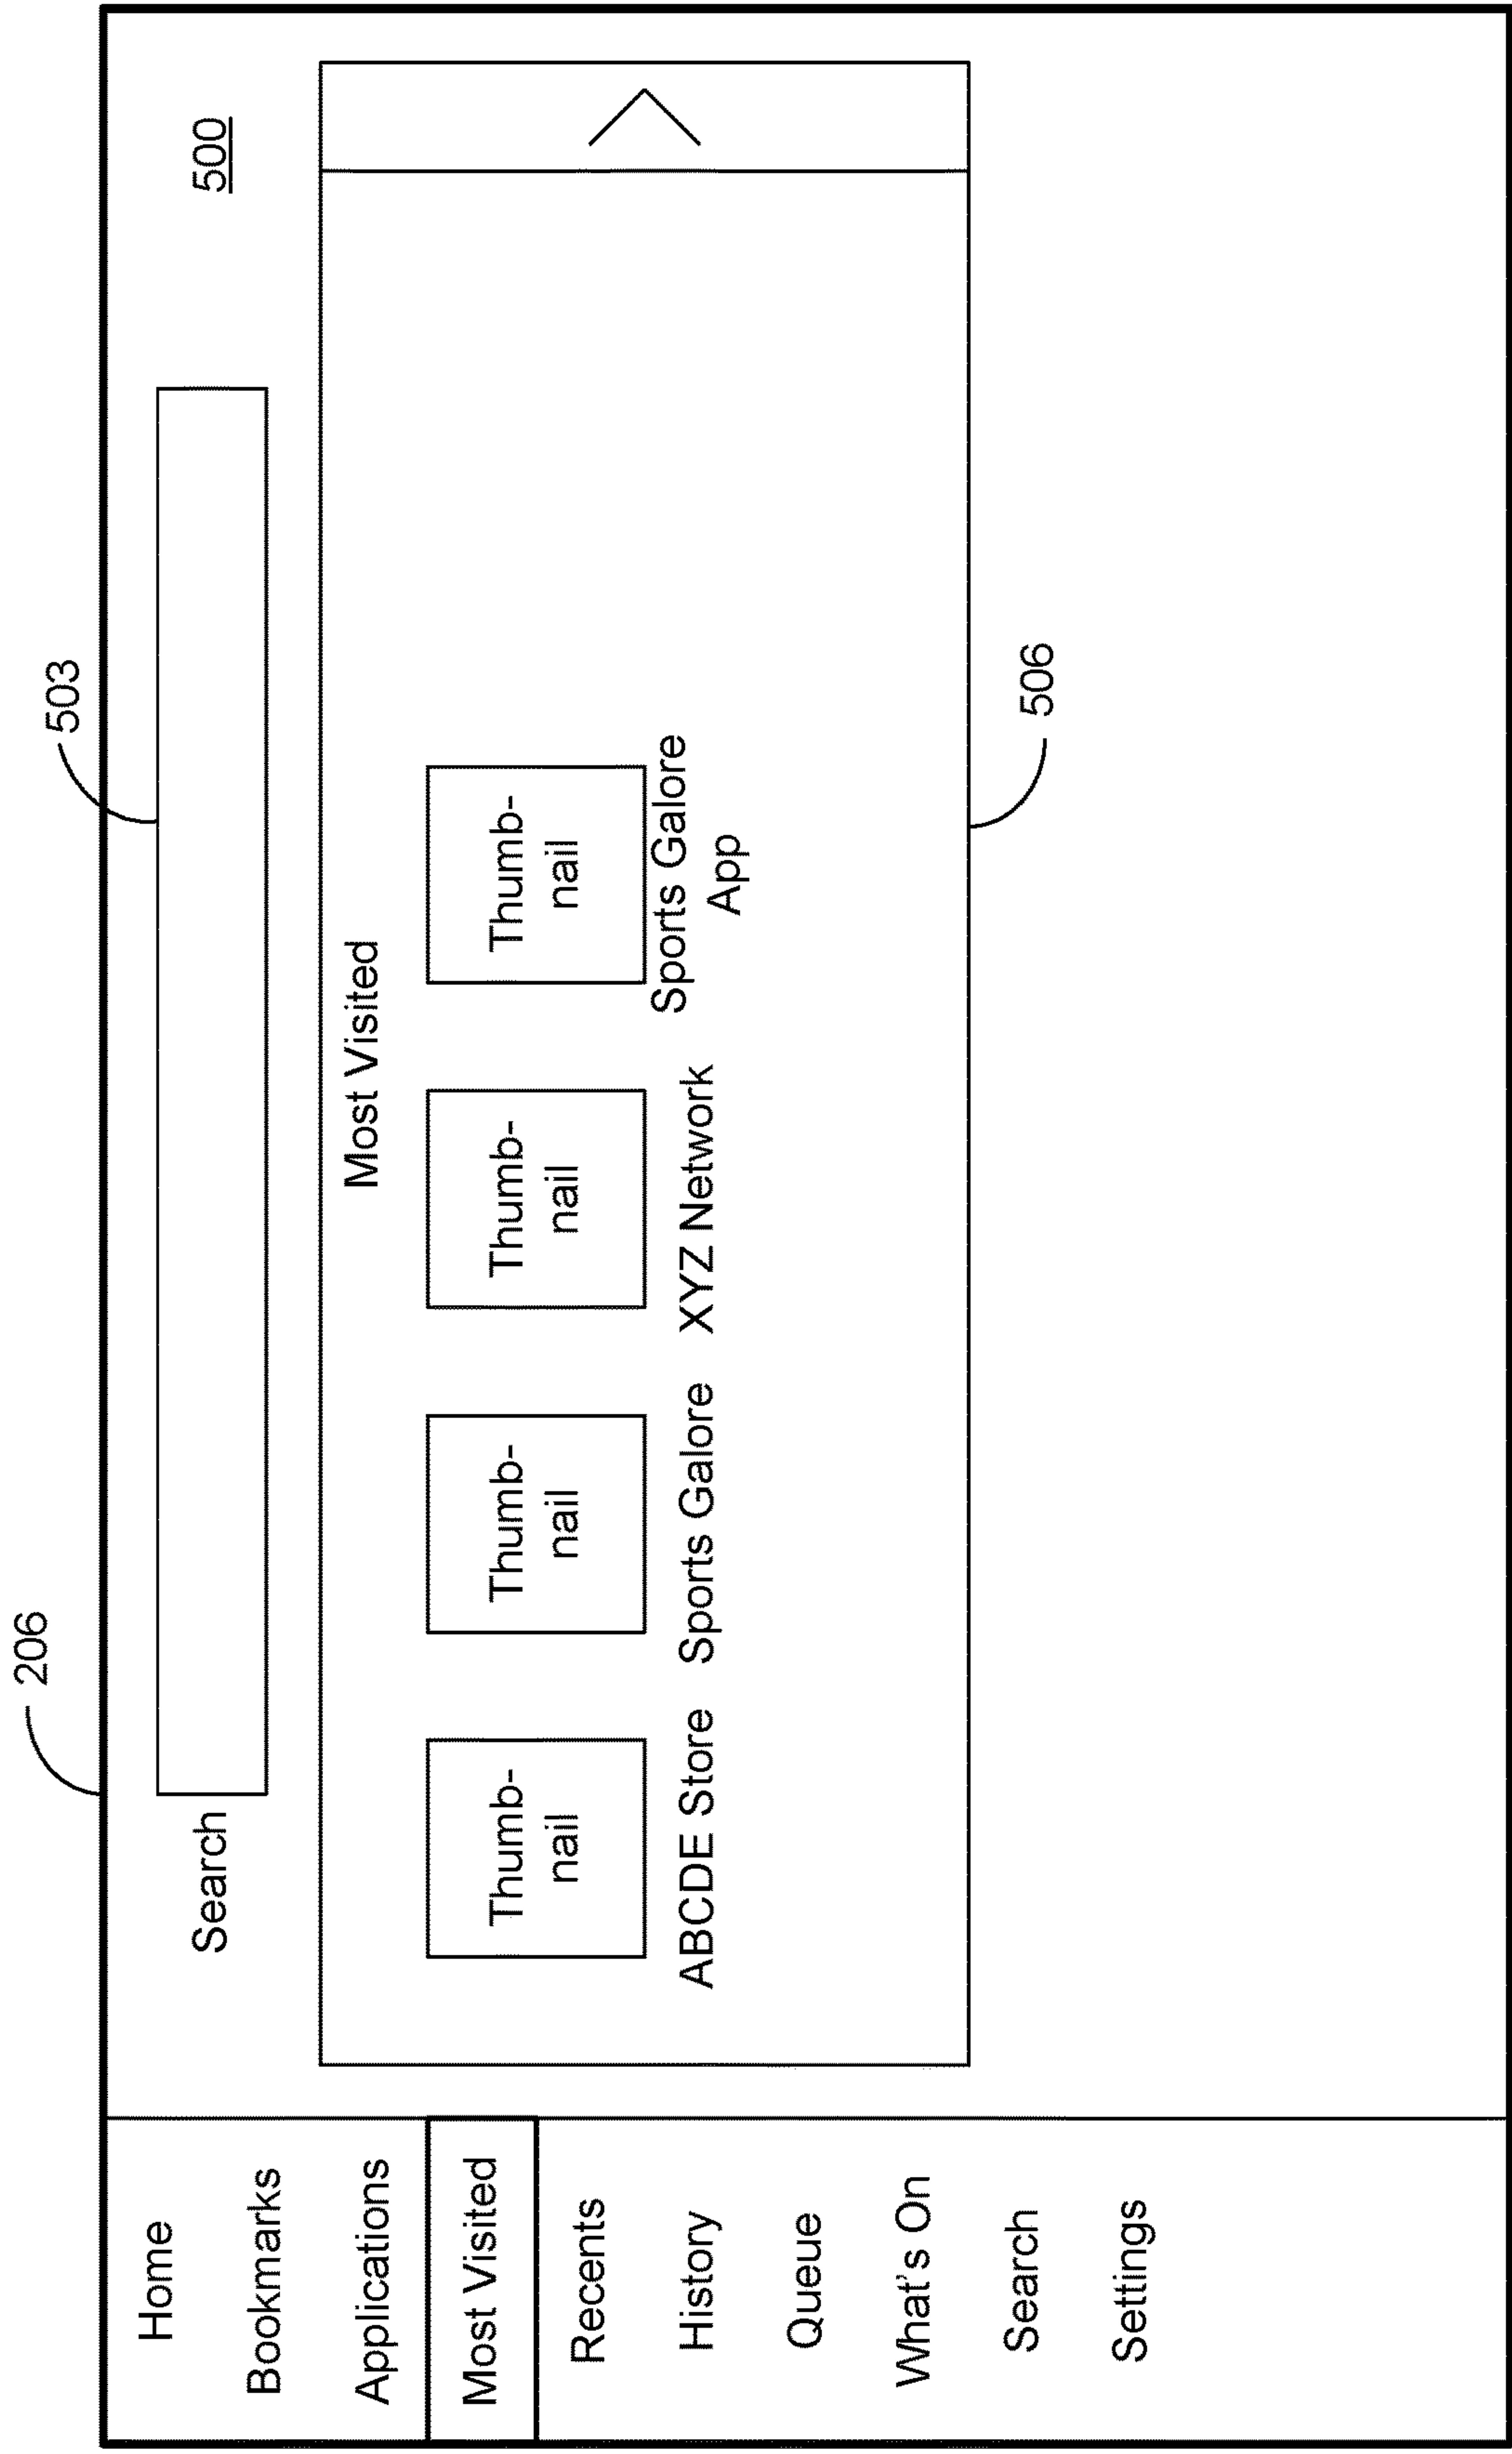 206
503
500
Home
Bookmarks
Applications
Most Visited
Recents
History
Queue
What's On
Search
Settings
Search
Most Visited
Thumb-
nail
ABCDE Store
Thumb-
nail
Sports Galore
Thumb-
nail
XYZ Network
Thumb-
nail
Sports Galore
App
506